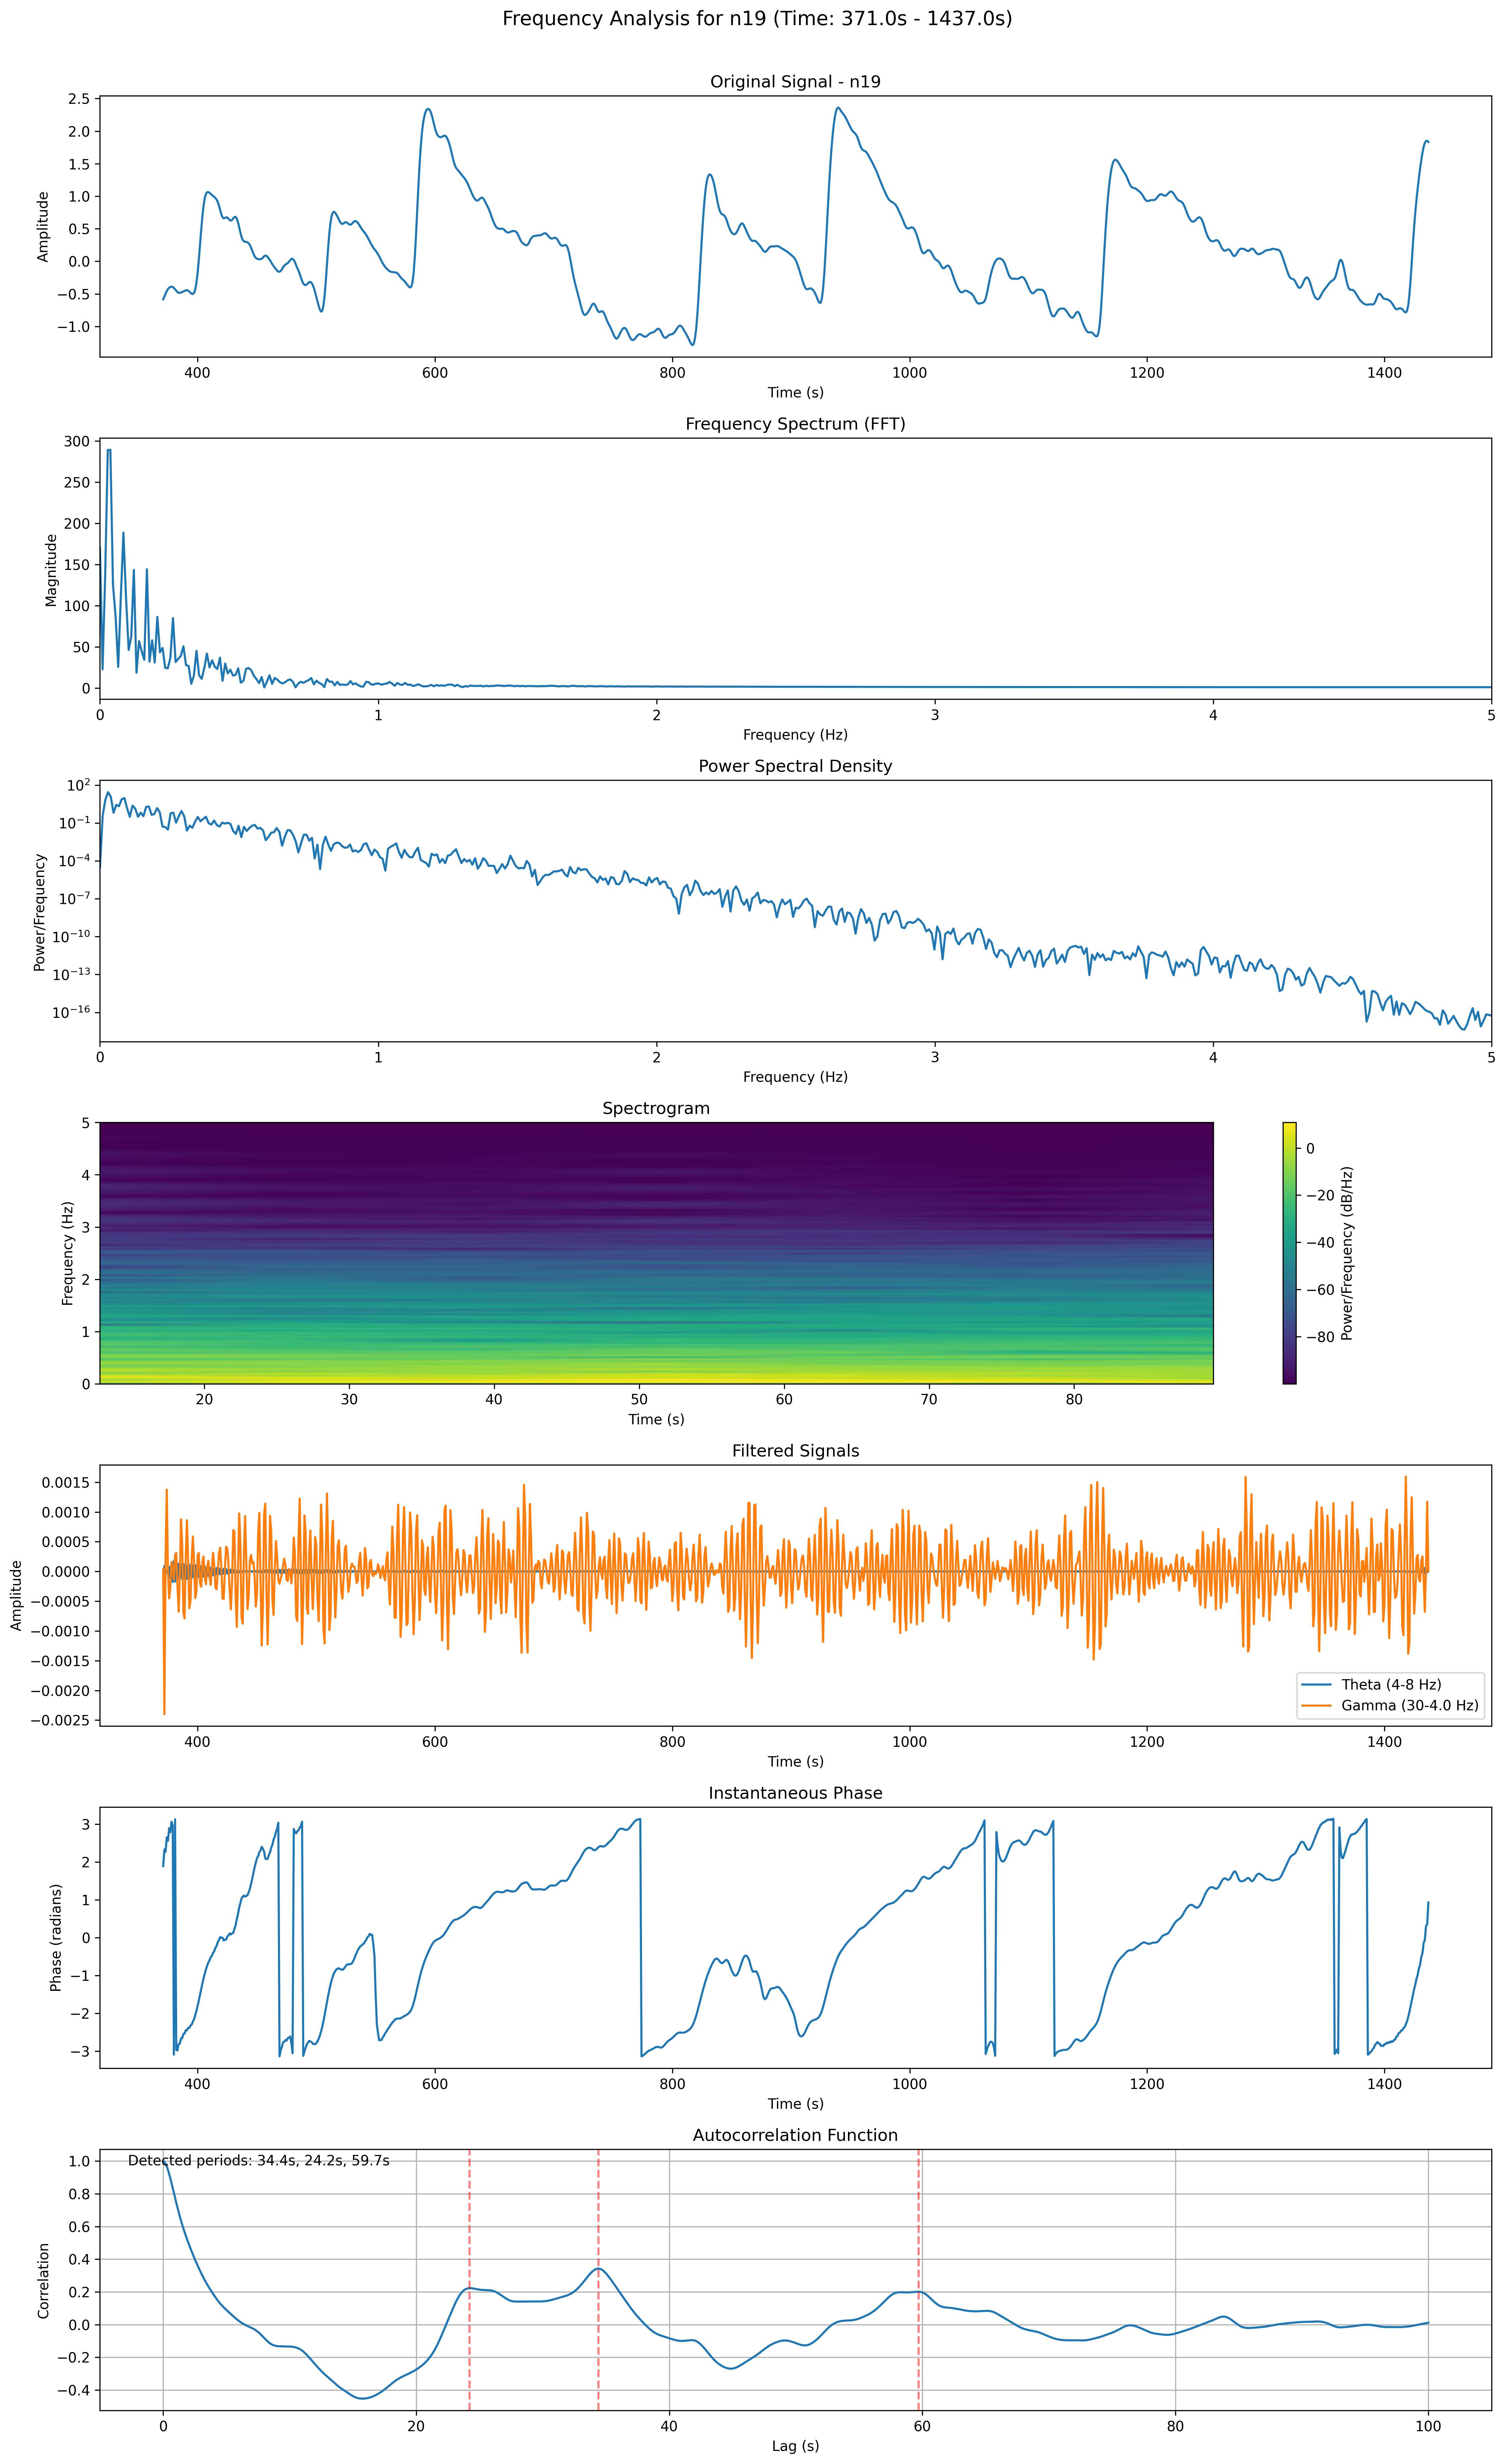 Frequency Analysis for n19 (Time: 371.0s - 1437.0s)
Original Signal - n19
2.5
2.0
1.5
1.0
0.5
0.0
−0.5
−1.0
Amplitude
400 600 800 1000 1200 1400
Time (s)
Frequency Spectrum (FFT)
300
250
200
150
100
50
0
Magnitude
0 1 2 3 4 5
Frequency (Hz)
Power Spectral Density
10²
10⁻¹
10⁻⁴
10⁻⁷
10⁻¹⁰
10⁻¹³
10⁻¹⁶
Power/Frequency
0 1 2 3 4 5
Frequency (Hz)
Spectrogram
5
4
3
2
1
0
Frequency (Hz)
20 30 40 50 60 70 80
Time (s)
0
−20
−40
−60
−80
Power/Frequency (dB/Hz)
Filtered Signals
0.0015
0.0010
0.0005
0.0000
−0.0005
−0.0010
−0.0015
−0.0020
−0.0025
Amplitude
Theta (4-8 Hz)
Gamma (30-4.0 Hz)
400 600 800 1000 1200 1400
Time (s)
Instantaneous Phase
3
2
1
0
−1
−2
−3
Phase (radians)
400 600 800 1000 1200 1400
Time (s)
Autocorrelation Function
Detected periods: 34.4s, 24.2s, 59.7s
1.0
0.8
0.6
0.4
0.2
0.0
−0.2
−0.4
Correlation
0 20 40 60 80 100
Lag (s)